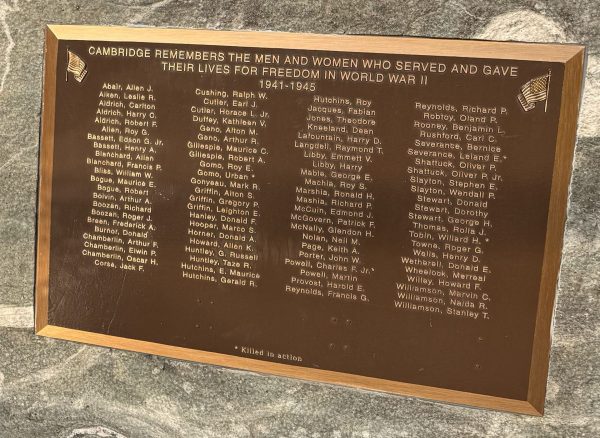 CAMBRIDGE REMEMBERS THE MEN AND WOMEN WHO SERVED AND GAVE
THEIR LIVES FOR FREEDOM IN WORLD WAR II
1941-1945
Abair, Allen J.
Aiken, Leslie R.
Aldrich, Carlton
Aldrich, Harry C.
Aldrich, Robert F.
Allen, Roy G.
Bassett, Edson G. Jr.
Bassett, Henry A.
Blanchard, Allan
Blanchard, Francis P.
Bliss, William W.
Bogue, Maurice E.
Bogue, Robert
Boivin, Arthur A.
Boozan, Richard
Boozan, Roger J.
Breen, Frederick A.
Burnor, Donald
Chamberlin, Arthur F.
Chamberlin, Elwin P.
Chamberlin, Oscar H.
Corse, Jack F.
Cushing, Ralph W.
Cutler, Earl J.
Cutler, Horace L. Jr.
Duffey, Kathleen V.
Geno, Alton M.
Geno, Arthur R.
Gillespie, Maurice C.
Gillespie, Robert A.
Gomo, Roy E.
Gomo, Urban *
Gonyeau, Mark R.
Griffin, Alton S.
Griffin, Gregory P.
Griffin, Leighton E.
Hanley, Donald F.
Hooper, Marco S.
Horner, Donald A.
Howard, Allen K.
Huntley, G. Russell
Huntley, Taze R.
Hutchins, E. Maurice
Hutchins, Gerald R.
Hutchins, Roy
Jacques, Fabian
Jones, Theodore
Kneeland, Dean
Lafountain, Harry D.
Langdell, Raymond T.
Libby, Emmett V.
Libby, Harry
Mable, George E.
Machia, Roy S.
Marshia, Ronald H.
Mashia, Richard P.
McCuin, Edmond J.
McGovern, Patrick F.
McNally, Glendon H.
Nolan, Neil M.
Page, Keith A.
Porter, John W.
Powell, Charles F. Jr.*
Powell, Martin
Provost, Harold E.
Reynolds, Francis G.
Reynolds, Richard P.
Robtoy, Oland P.
Rooney, Benjamin L.
Rushford, Carl C.
Severance, Bernice
Severance, Leland E.*
Shattuck, Oliver P.
Shattuck, Oliver P. Jr.
Slayton, Stephen E.
Slayton, Wendall P.
Stewart, Donald
Stewart, Dorothy
Stewart, George H.
Thomas, Rolla J.
Tobin, Willard H. *
Towne, Roger G.
Walls, Henry D.
Watherell, Donald E.
Wheelock, Merreal
Willey, Howard F.
Williamson, Marvin C.
Williamson, Naida R.
Williamson, Stanley T.
* Killed in action